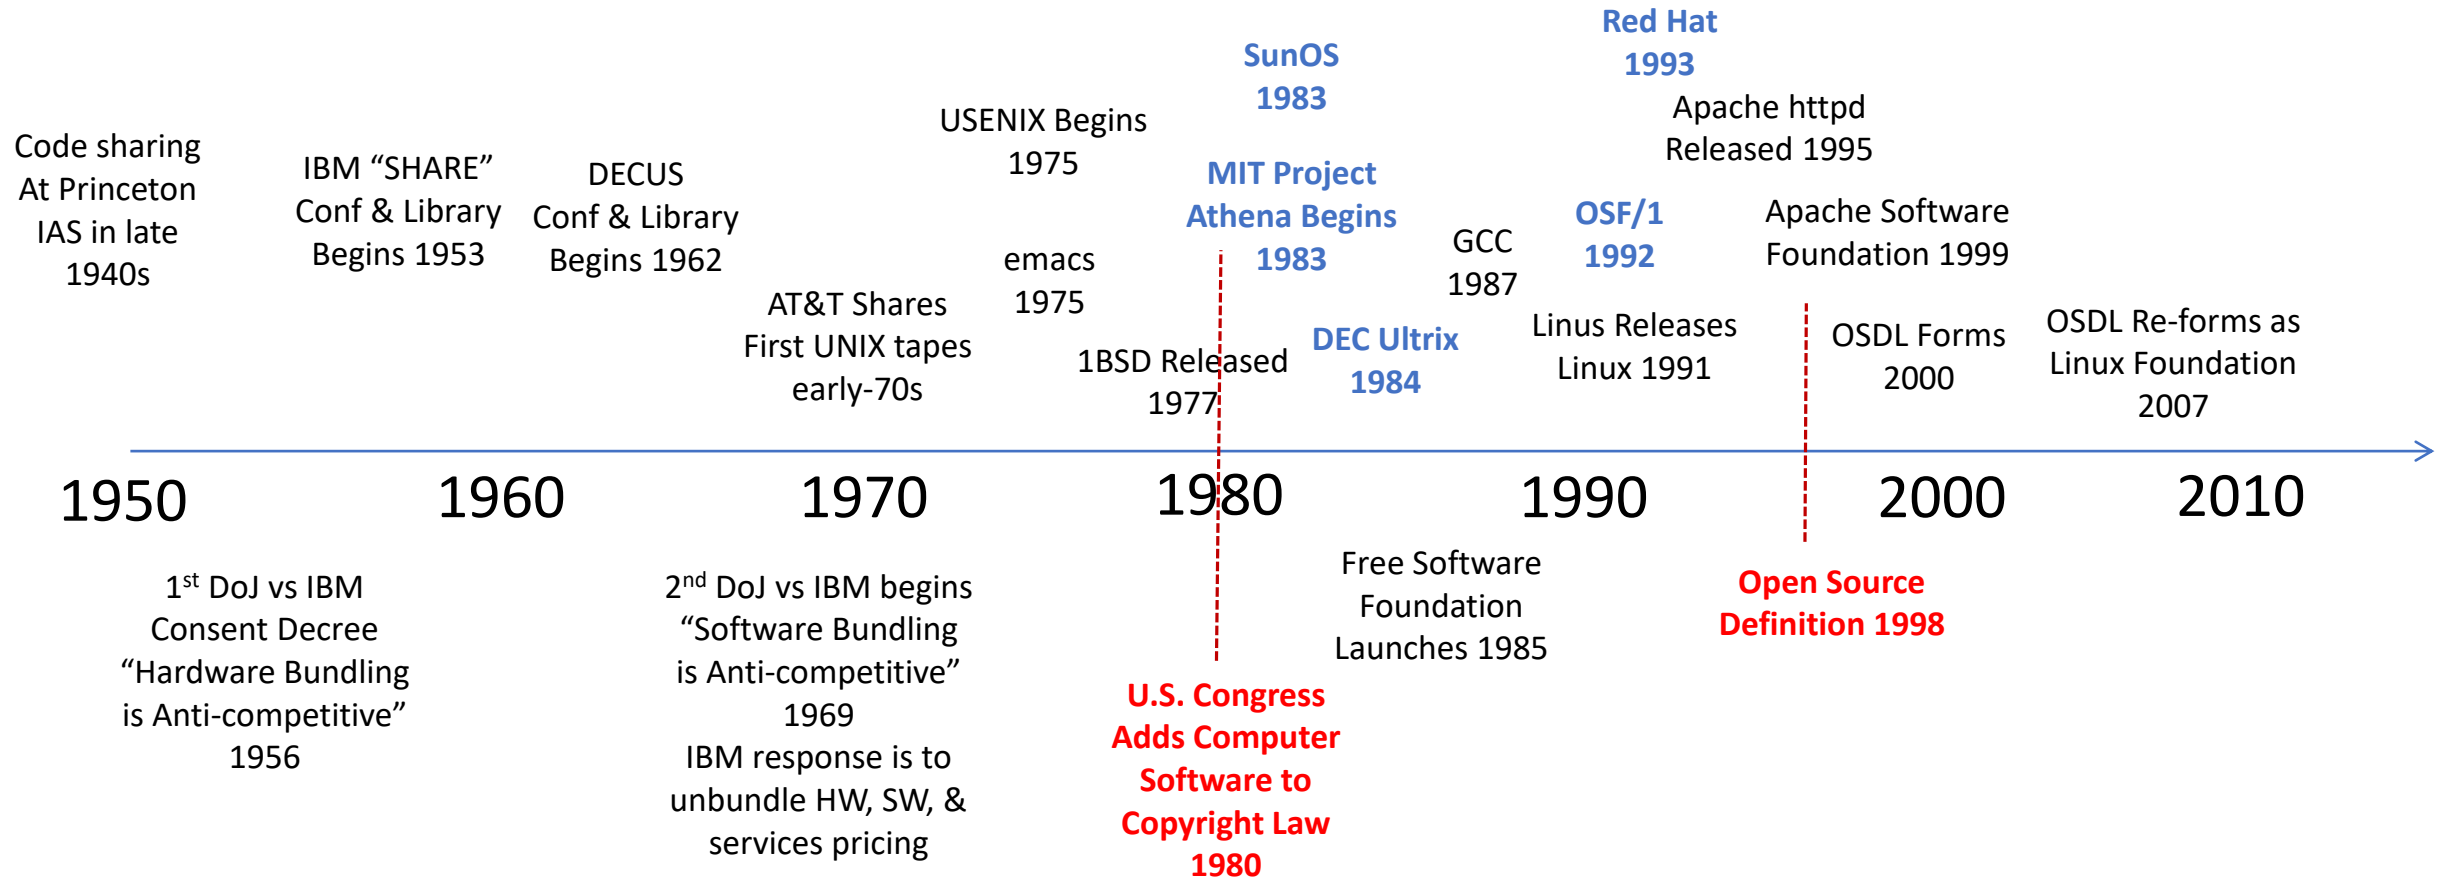 Code sharing
At Princeton
IAS in late
1940s
IBM “SHARE”
Conf & Library
Begins 1953
DECUS
Conf & Library
Begins 1962
AT&T Shares
First UNIX tapes
early-70s
USENIX Begins
1975
emacs
1975
1BSD Released
1977
SunOS
1983
MIT Project
Athena Begins
1983
DEC Ultrix
1984
GCC
1987
Red Hat
1993
Apache httpd
Released 1995
OSF/1
1992
Linus Releases
Linux 1991
Apache Software
Foundation 1999
OSDL Forms
2000
OSDL Re-forms as
Linux Foundation
2007
1950
1960
1970
1980
1990
2000
2010
1st DoJ vs IBM
Consent Decree
“Hardware Bundling
is Anti-competitive”
1956
2nd DoJ vs IBM begins
“Software Bundling
is Anti-competitive”
1969
IBM response is to
unbundle HW, SW, &
services pricing
U.S. Congress
Adds Computer
Software to
Copyright Law
1980
Free Software
Foundation
Launches 1985
Open Source
Definition 1998